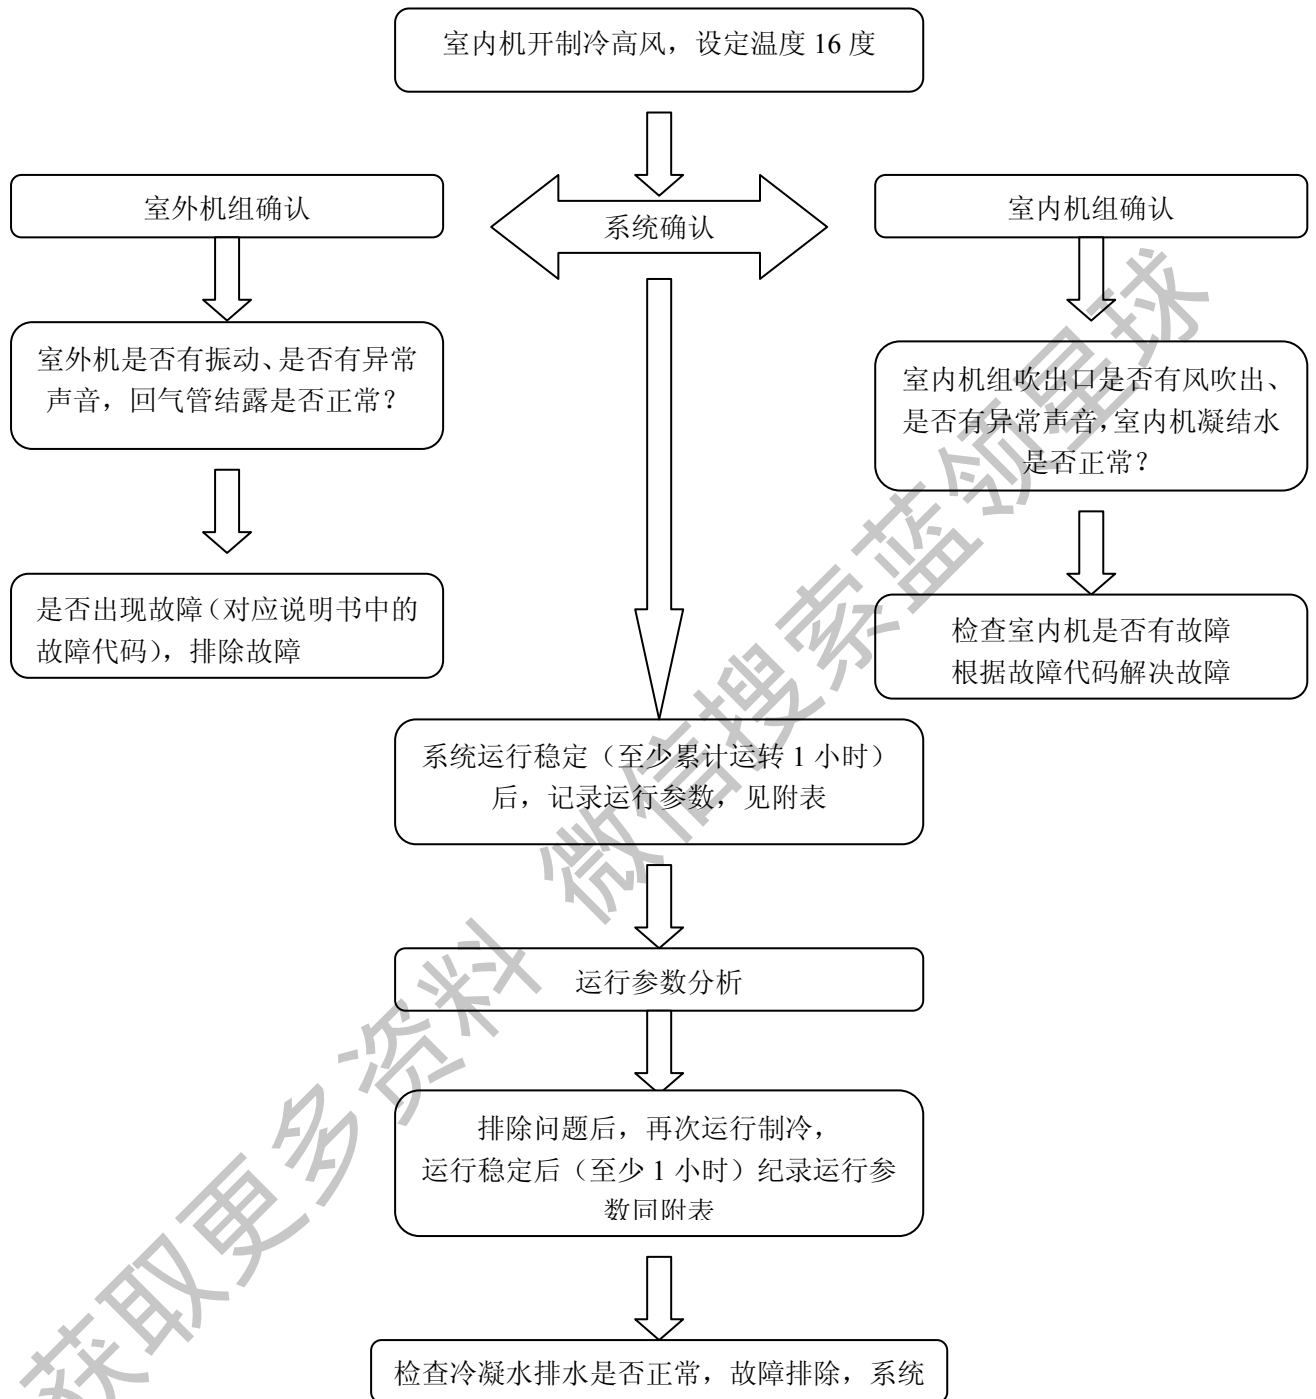 室内机开制冷高风，设定温度 16 度
室外机组确认
系统确认
室内机组确认
室外机是否有振动、是否有异常
声音，回气管结露是否正常？
室内机组吹出口是否有风吹出、
是否有异常声音，室内机凝结水
是否正常？
是否出现故障（对应说明书中的
故障代码），排除故障
检查室内机是否有故障
根据故障代码解决故障
系统运行稳定（至少累计运转 1 小时）
后，记录运行参数，见附表
运行参数分析
排除问题后，再次运行制冷，
运行稳定后（至少 1 小时）纪录运行参
数同附表
检查冷凝水排水是否正常，故障排除，系统
获取更多资料 微信搜索蓝领星球